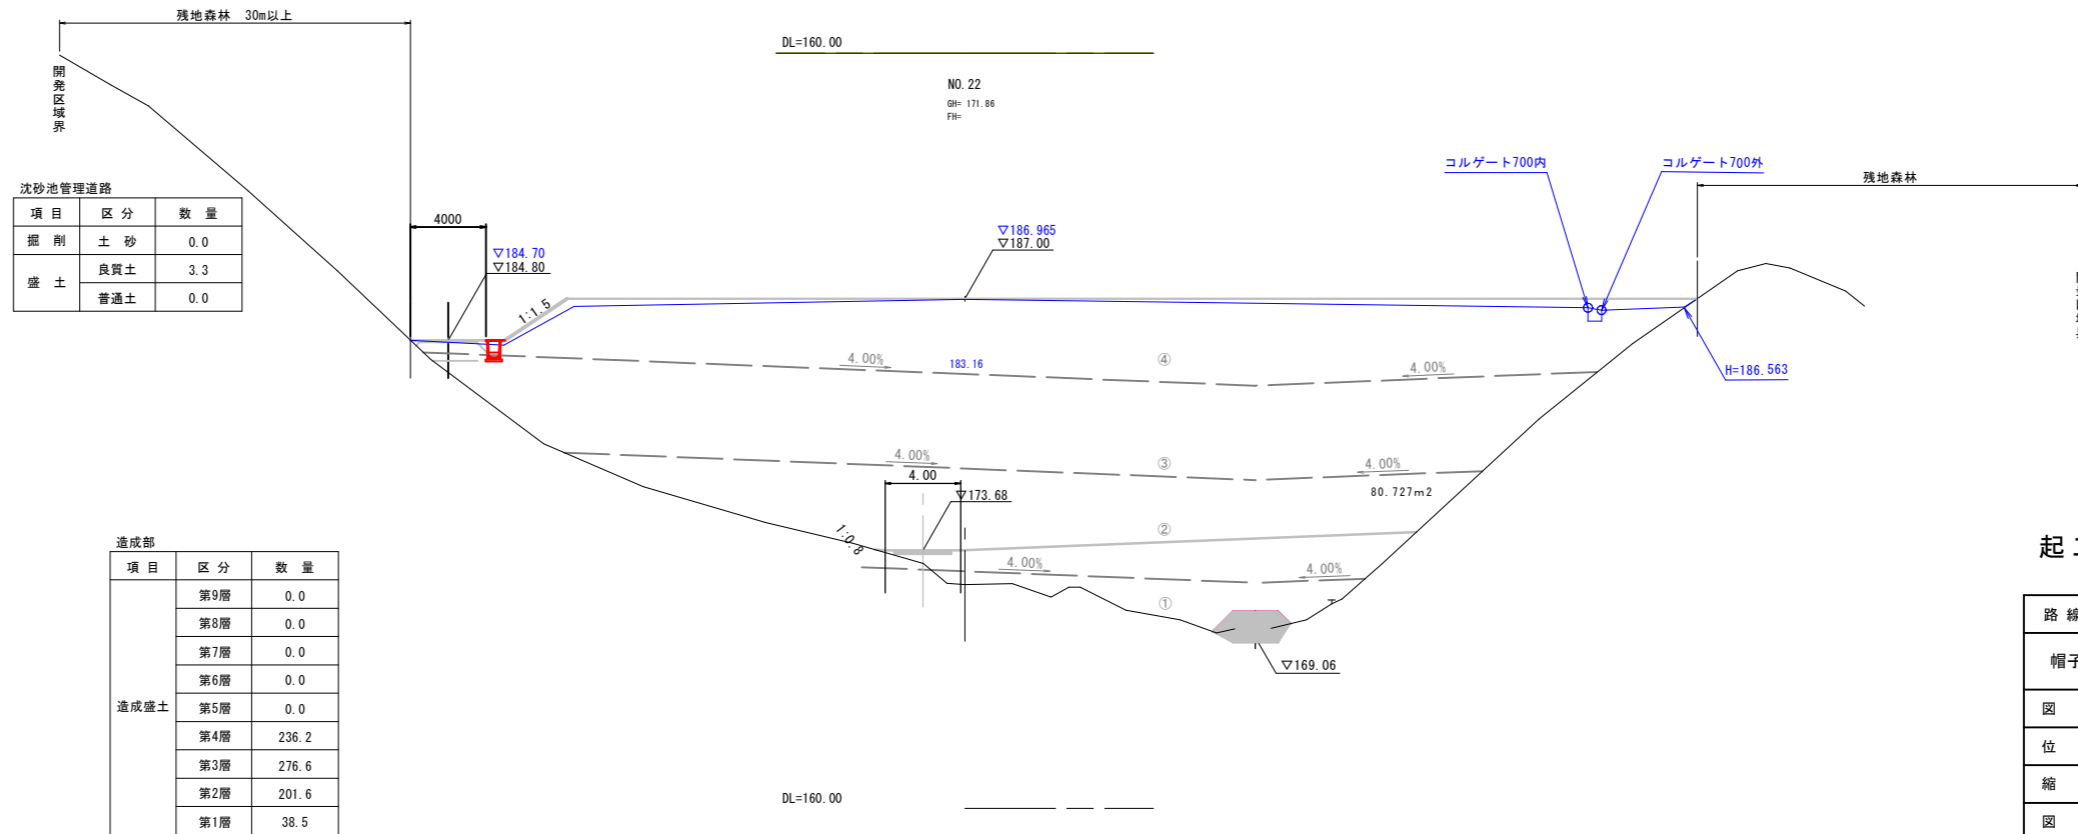 残地森林 30m以上
開発区域界
DL=160.00
NO.22
GH= 171.86
FH=
コルゲート700内
コルゲート700外
残地森林
沈砂池管理道路
項 目 区 分 数 量
掘 削 土 砂 0.0
盛 土 良質土 3.3
普通土 0.0
4000
▽184.70
▽184.80
▽186.965
▽187.00
1:1.5
4.00%
183.16
④
4.00%
H=186.563
4.00%
③
4.00%
4.00
▽173.68
80.727m2
1:0.8
②
4.00%
4.00%
①
▽169.06
造成部
項 目 区 分 数 量
造成盛土
第9層 0.0
第8層 0.0
第7層 0.0
第6層 0.0
第5層 0.0
第4層 236.2
第3層 276.6
第2層 201.6
第1層 38.5
DL=160.00
起
路 線
帽子
図
位
縮
図